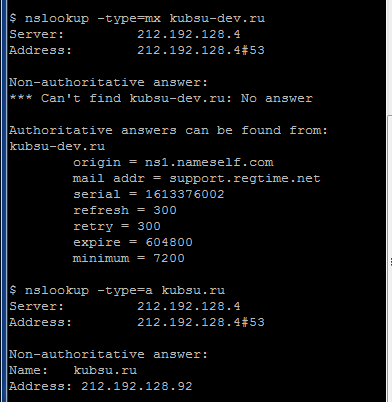 $ nslookup -type=mx kubsu-dev.ru
Server:         212.192.128.4
Address:        212.192.128.4#53

Non-authoritative answer:
*** Can't find kubsu-dev.ru: No answer

Authoritative answers can be found from:
kubsu-dev.ru
        origin = ns1.nameself.com
        mail addr = support.regtime.net
        serial = 1613376002
        refresh = 300
        retry = 300
        expire = 604800
        minimum = 7200

$ nslookup -type=a kubsu.ru
Server:         212.192.128.4
Address:        212.192.128.4#53

Non-authoritative answer:
Name:   kubsu.ru
Address: 212.192.128.92